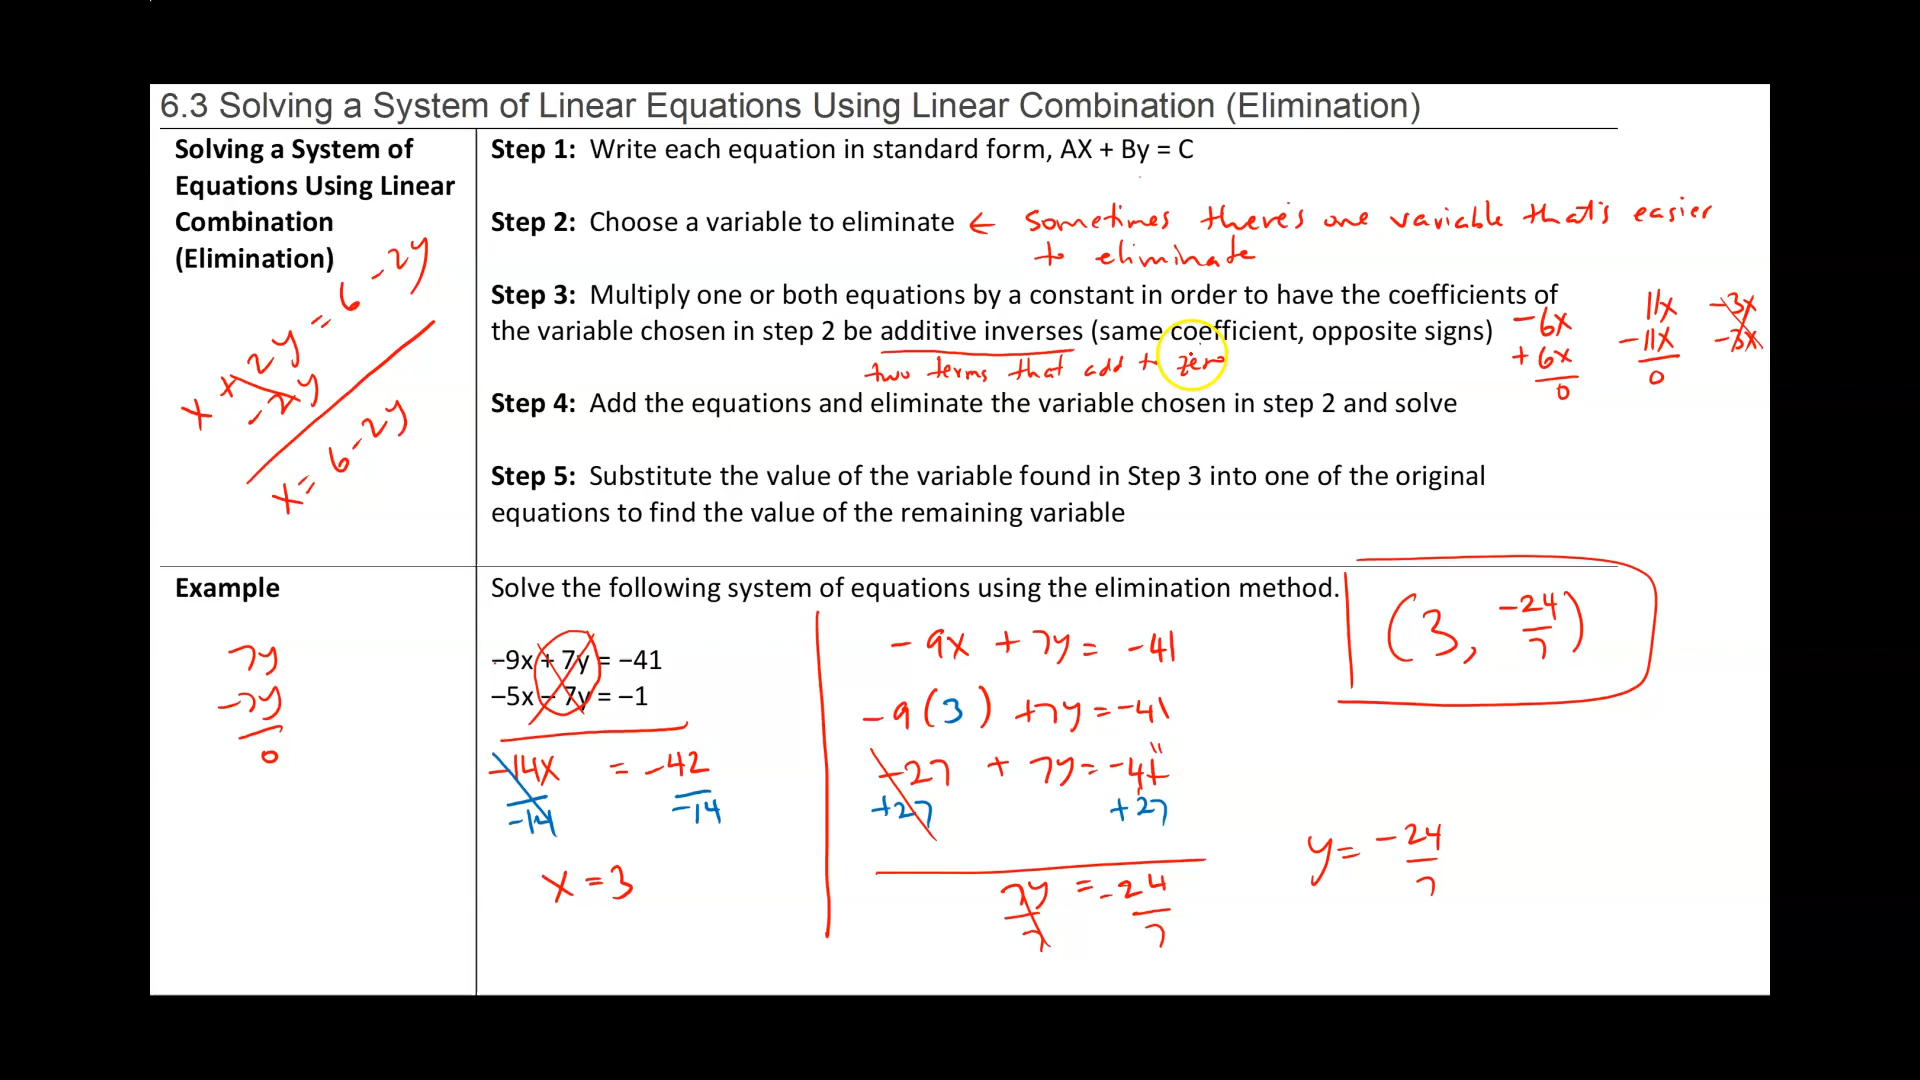 6.3 Solving a System of Linear Equations Using Linear Combination (Elimination)
Solving a System of
Equations Using Linear
Combination
(Elimination)
x + 2y = 6 - 2y
- 2y
x = 6 - 2y
Step 1: Write each equation in standard form, AX + By = C
Step 2: Choose a variable to eliminate ← sometimes there's one variable that's easier
to eliminate
Step 3: Multiply one or both equations by a constant in order to have the coefficients of
the variable chosen in step 2 be additive inverses (same coefficient, opposite signs)
two terms that add to zero
-6x
+6x
0
11x
-11x
0
-3x
-3x
Step 4: Add the equations and eliminate the variable chosen in step 2 and solve
Step 5: Substitute the value of the variable found in Step 3 into one of the original
equations to find the value of the remaining variable
Example
7y
-7y
0
Solve the following system of equations using the elimination method.
−9x + 7y = −41
−5x − 7y = −1
-14x = -42
-14 -14
x = 3
-9x + 7y = -41
-9(3) + 7y = -41
-27 + 7y = -41
+27 +27
7y = -24
7 7
y = -24
7
(3, -24/7)